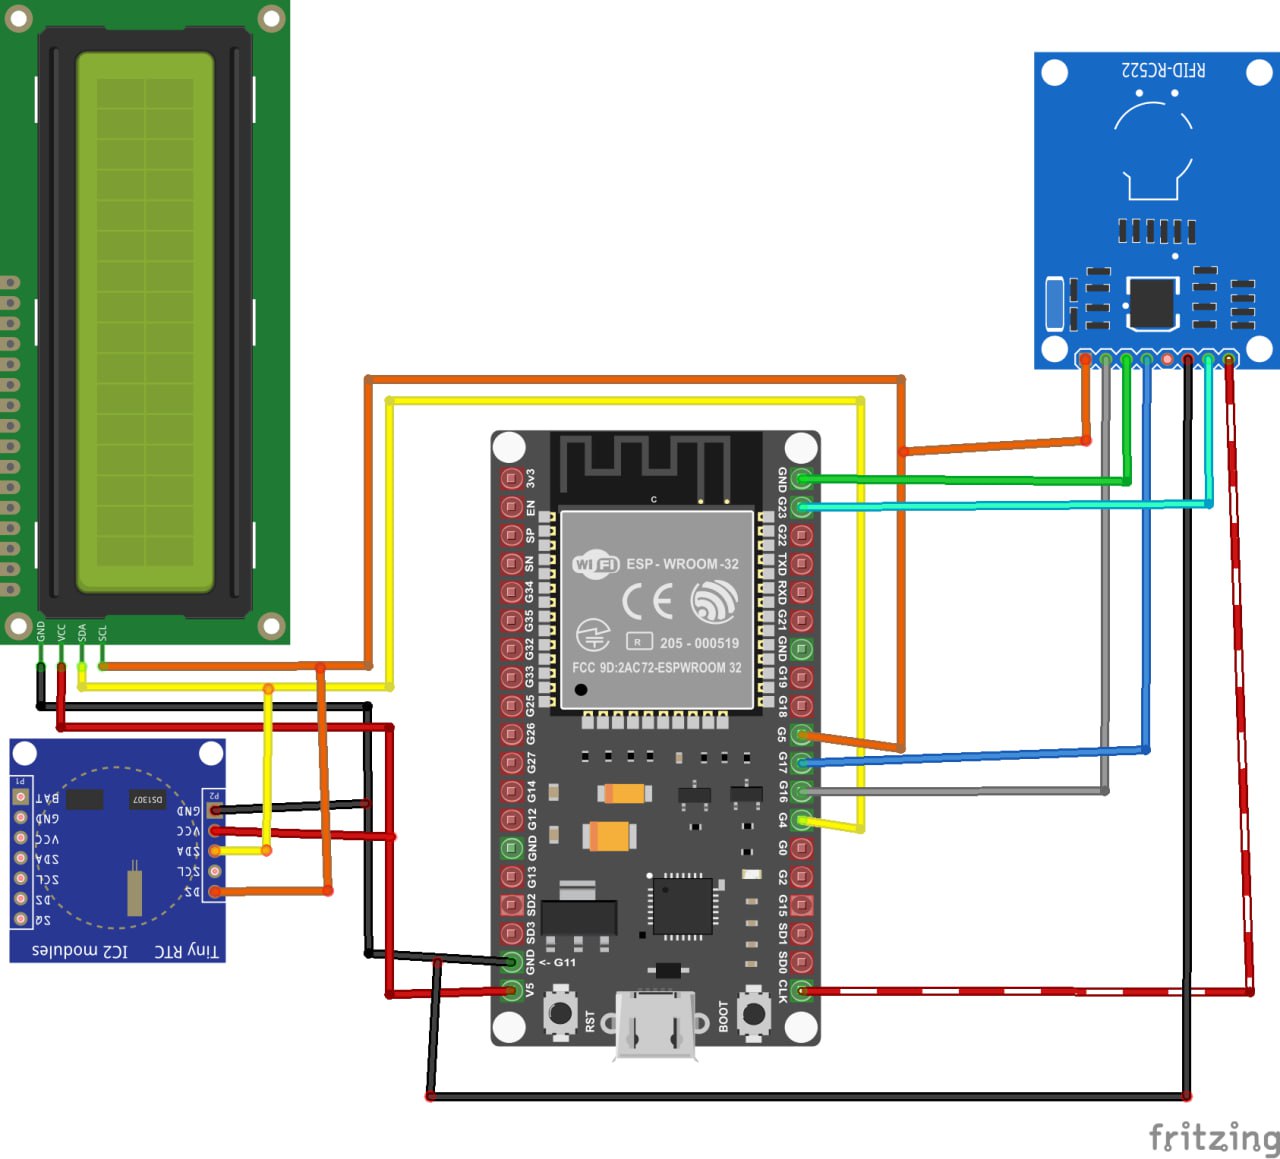 RFID-RC522
GND
VCC
SDA
SCL
3v3
EN
SP
SN
G34
G35
G32
G33
G25
G26
G27
G14
G12
GND
G13
SD2
SD3
GND
V5
<- G11
C
WiFi
ESP - WROOM -32
CE
R
205 - 000519
FCC 9D:2AC72-ESPWROOM 32
GND
G23
G22
TXD
RXD
G21
GND
G19
G18
G5
G17
G16
G4
G0
G2
G15
SD1
SD0
CLK
RST
BOOT
P1
BAT
GND
VCC
SDA
SCL
DS
SQ
DS1307
P2
GND
VCC
SDA
SCL
DS
Tiny RTC IC2 modules
fritzing